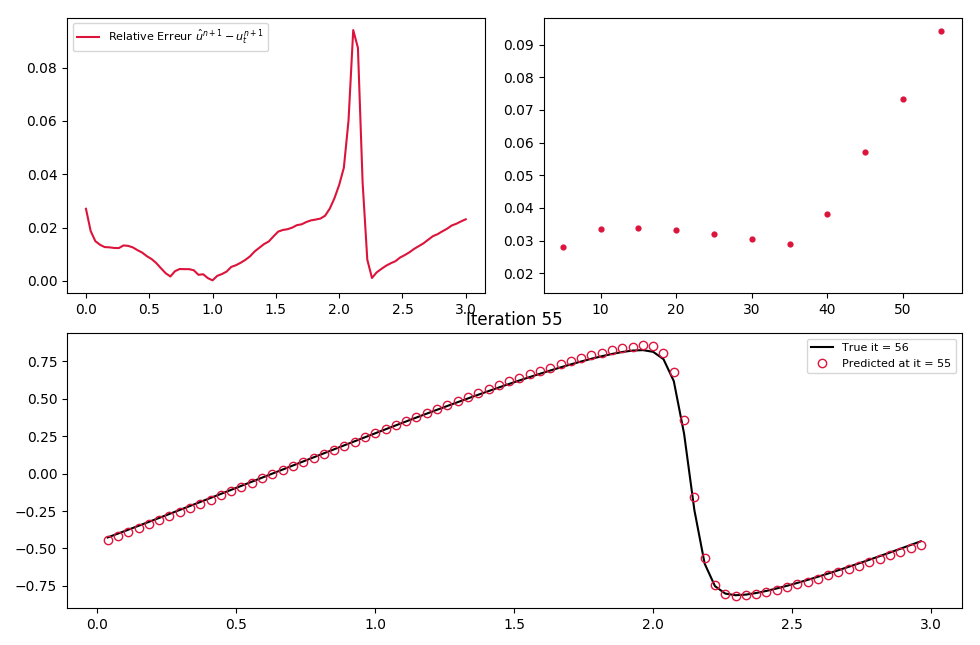 Relative Erreur $\hat{u}^{n+1} - u_t^{n+1}$
0.08
0.06
0.04
0.02
0.00
0.0 0.5 1.0 1.5 2.0 2.5 3.0
0.09
0.08
0.07
0.06
0.05
0.04
0.03
0.02
10 20 30 40 50
Iteration 55
True it = 56
Predicted at it = 55
0.75
0.50
0.25
0.00
−0.25
−0.50
−0.75
0.0 0.5 1.0 1.5 2.0 2.5 3.0